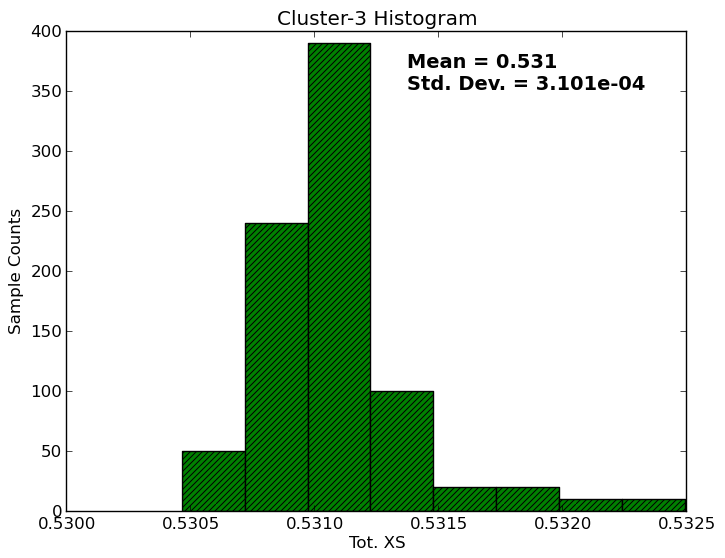 Cluster-3 Histogram
Mean = 0.531
Std. Dev. = 3.101e-04
Sample Counts
400
350
300
250
200
150
100
50
0
0.5300 0.5305 0.5310 0.5315 0.5320 0.5325
Tot. XS